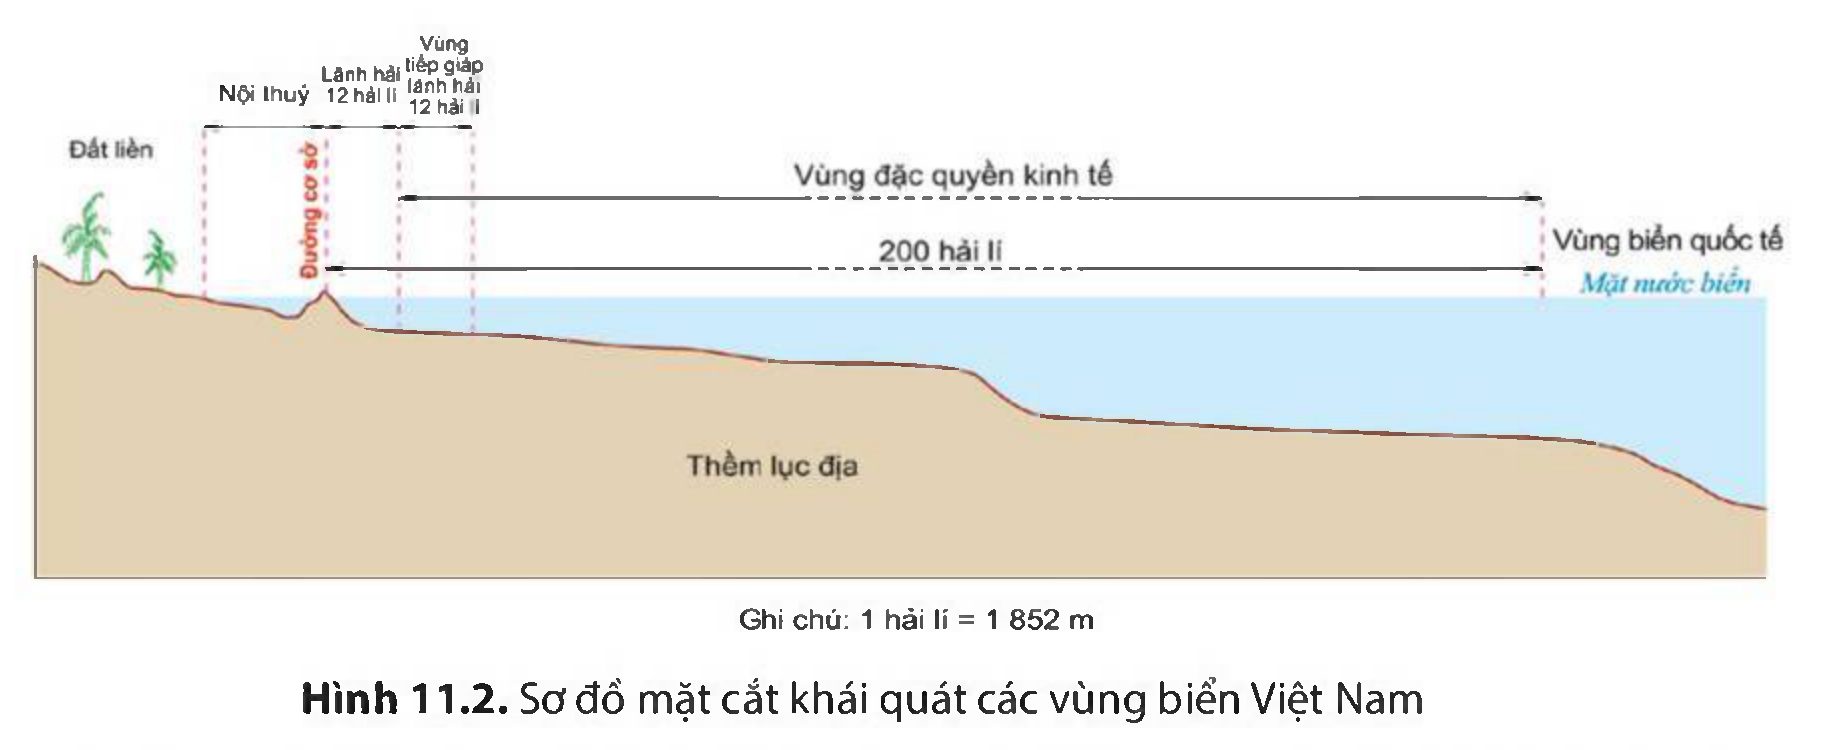 Vùng
tiếp giáp
lãnh hải
12 hải lí
Lãnh hải
12 hải lí
Nội thuỷ
Đất liền
Đường cơ sở
Vùng đặc quyền kinh tế
200 hải lí
Vùng biển quốc tế
Mặt nước biển
Thềm lục địa
Ghi chú: 1 hải lí = 1 852 m
Hình 11.2. Sơ đồ mặt cắt khái quát các vùng biển Việt Nam